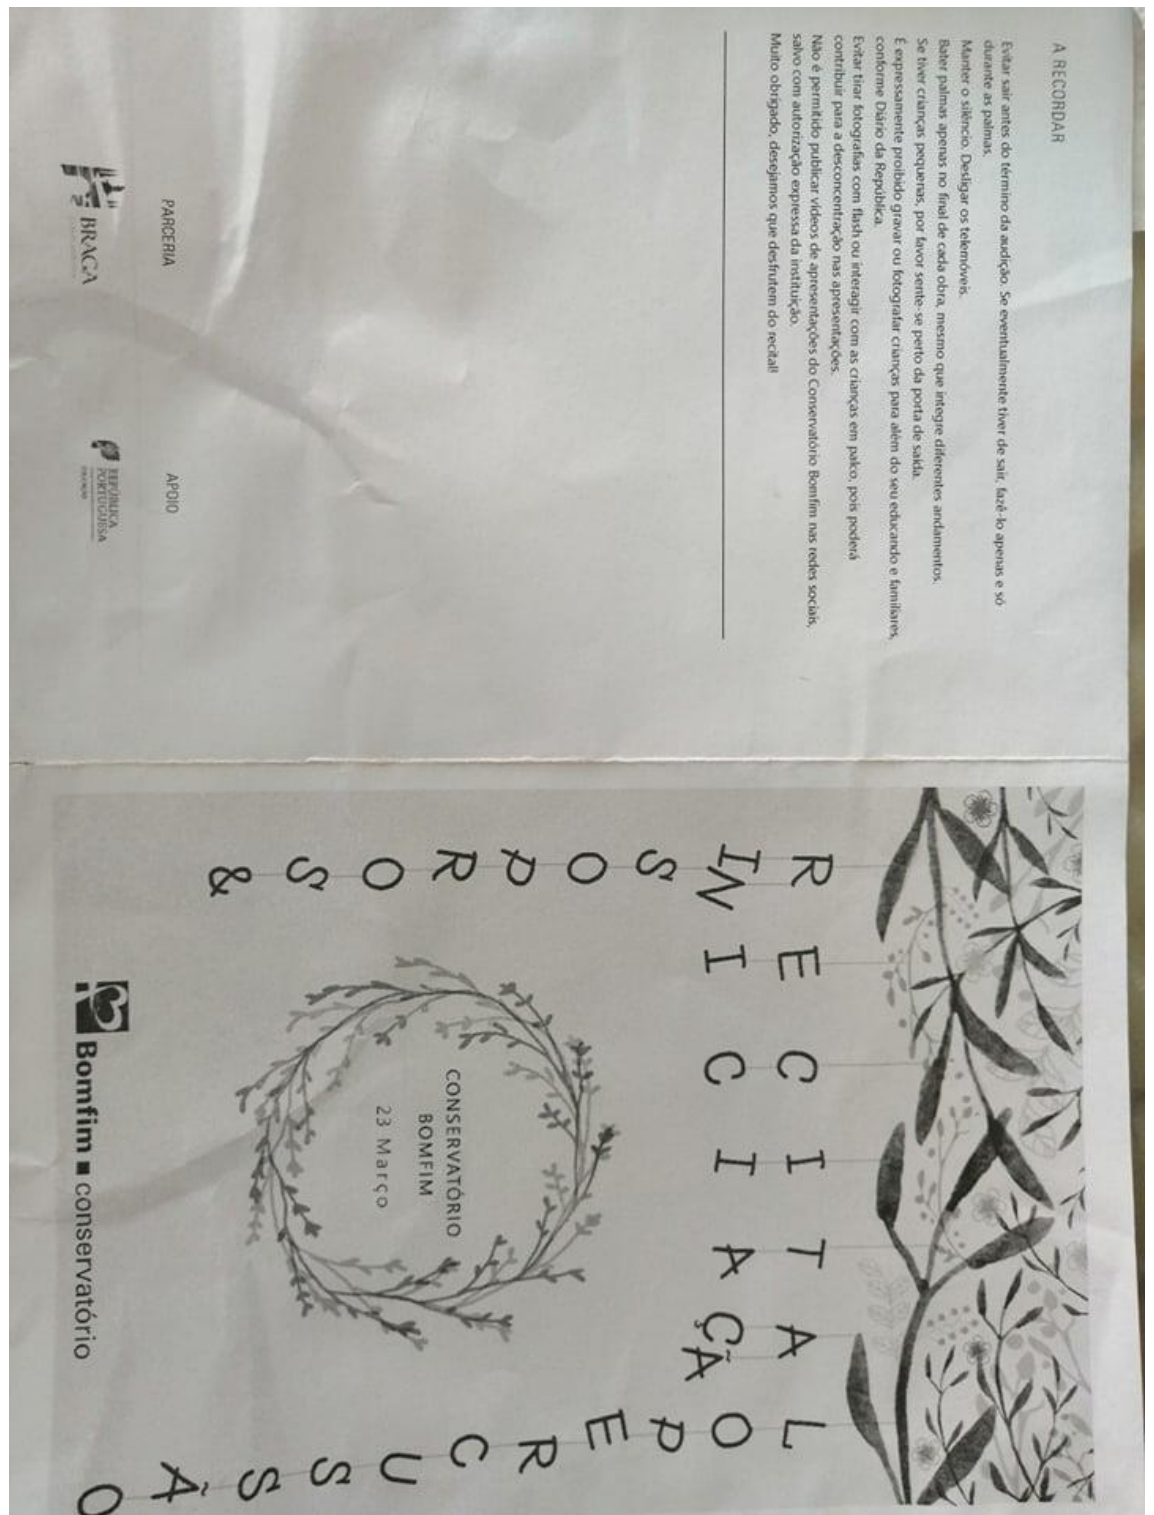 A RECORDAR
Evitar sair antes do término da audição. Se eventualmente tiver de sair, fazê-lo apenas e só
durante as palmas.
Manter o silêncio. Desligar os telemóveis.
Bater palmas apenas no final de cada obra, mesmo que integre diferentes andamentos.
Se tiver crianças pequenas, por favor sente-se perto da porta de saída.
É expressamente proibido gravar ou fotografar crianças para além do seu educando e familiares,
conforme Diário da República.
Evitar tirar fotografias com flash ou interagir com as crianças em palco, pois poderá
contribuir para a desconcentração nas apresentações.
Não é permitido publicar vídeos de apresentações do Conservatório Bomfim nas redes sociais,
salvo com autorização expressa da instituição.
Muito obrigado, desejamos que desfrutem do recital!
PARCERIA
APOIO
BRAGA
REPÚBLICA
PORTUGUESA
EDUCAÇÃO
RECITAL
INICIAÇÃO
SOPROS &
PERCUSSÃO
CONSERVATÓRIO
BOMFIM
23 Março
Bomfim ■ conservatório